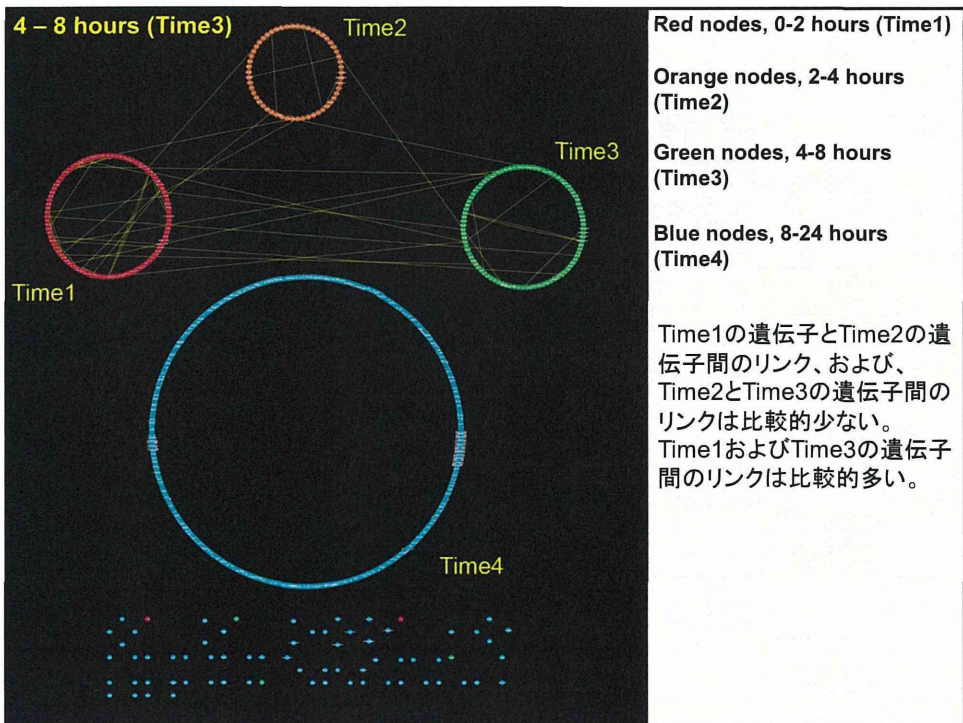 4 – 8 hours (Time3)
Time2
Time3
Time1
Time4
Red nodes, 0-2 hours (Time1)
Orange nodes, 2-4 hours
(Time2)
Green nodes, 4-8 hours
(Time3)
Blue nodes, 8-24 hours
(Time4)
Time1の遺伝子とTime2の遺
伝子間のリンク、および、
Time2とTime3の遺伝子間の
リンクは比較的少ない。
Time1およびTime3の遺伝子
間のリンクは比較的多い。